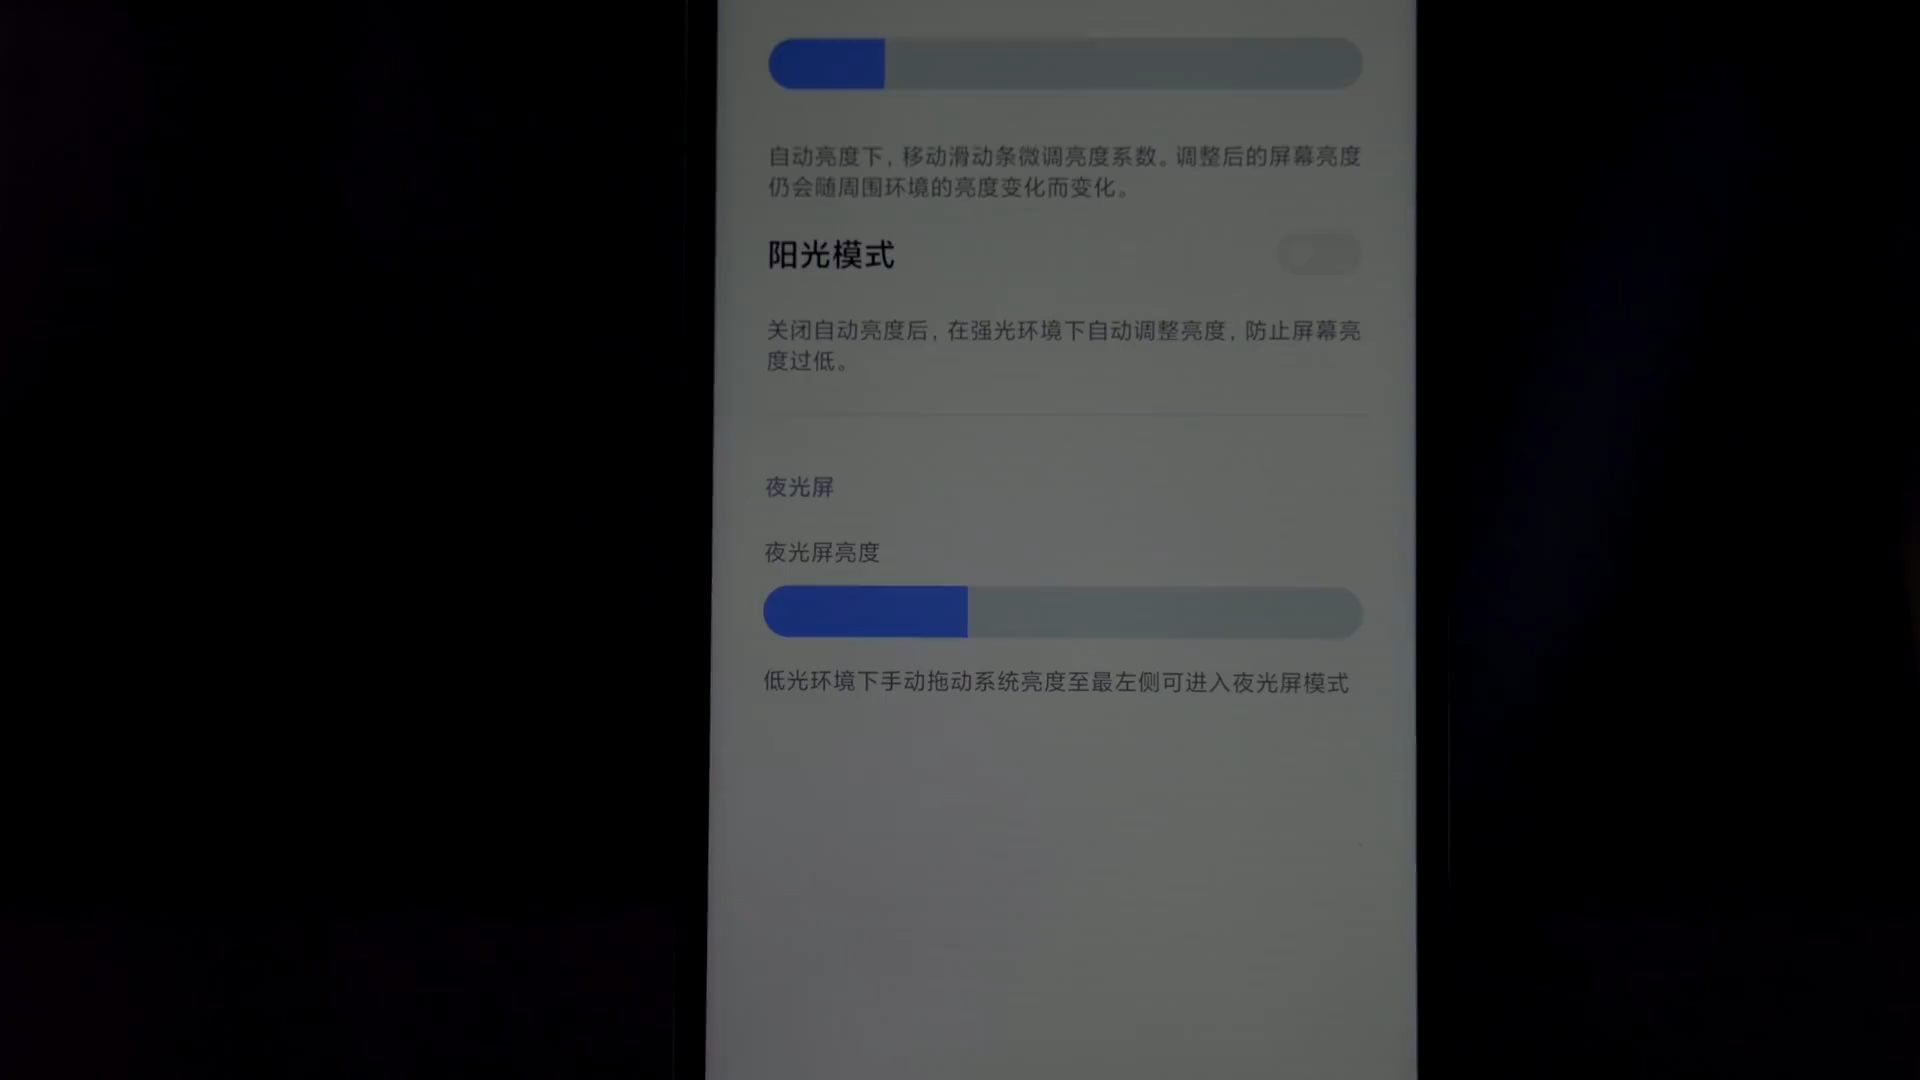 自动亮度下，移动滑动条微调亮度系数。调整后的屏幕亮度
仍会随周围环境的亮度变化而变化。
阳光模式
关闭自动亮度后，在强光环境下自动调整亮度，防止屏幕亮
度过低。
夜光屏
夜光屏亮度
低光环境下手动拖动系统亮度至最左侧可进入夜光屏模式